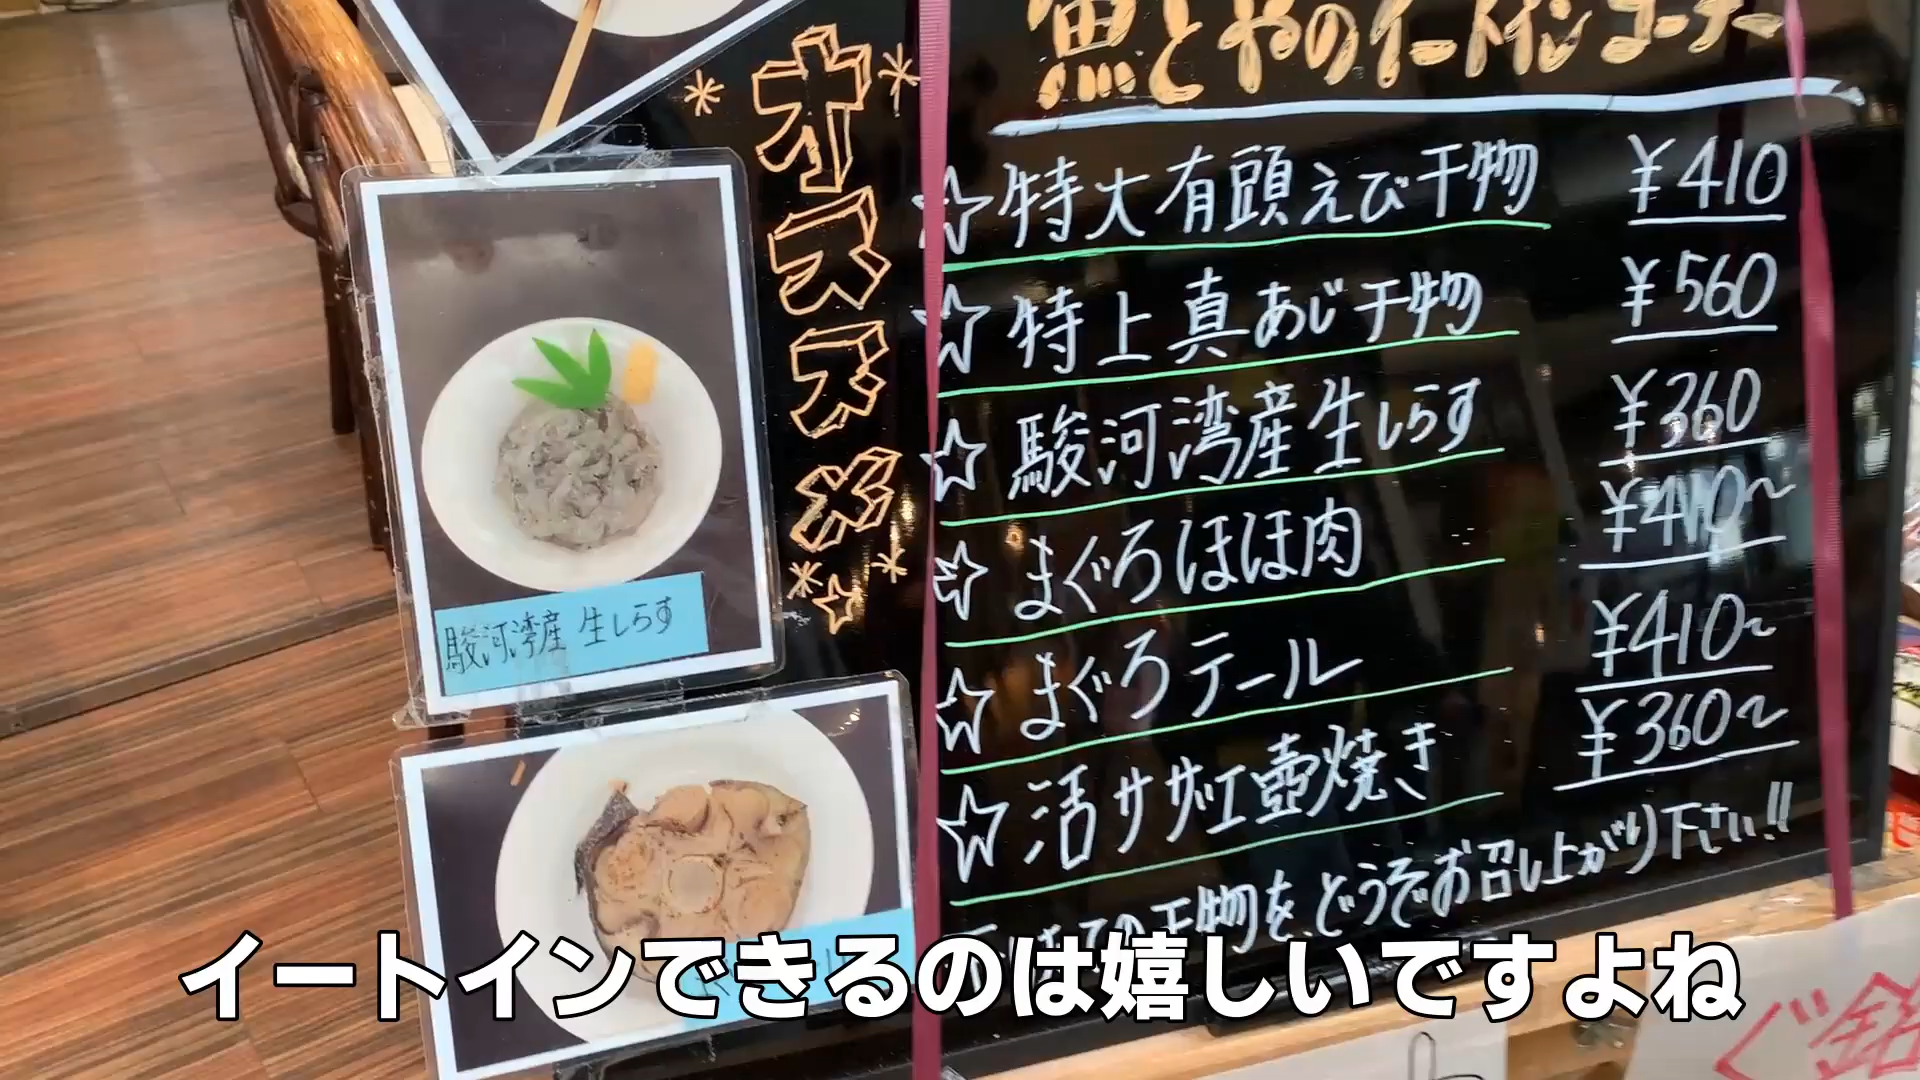 魚とやのイートインコーナー
オススメ
☆特大有頭えび干物 ¥410
☆特上真あじ干物 ¥560
☆駿河湾産生しらす ¥360
☆まぐろほほ肉 ¥410~
☆まぐろテール ¥410~
☆活サザエ壺焼き ¥360~
の干物を、どうぞお召し上がり下さい!!
駿河湾産 生しらす
イートインできるのは嬉しいですよね